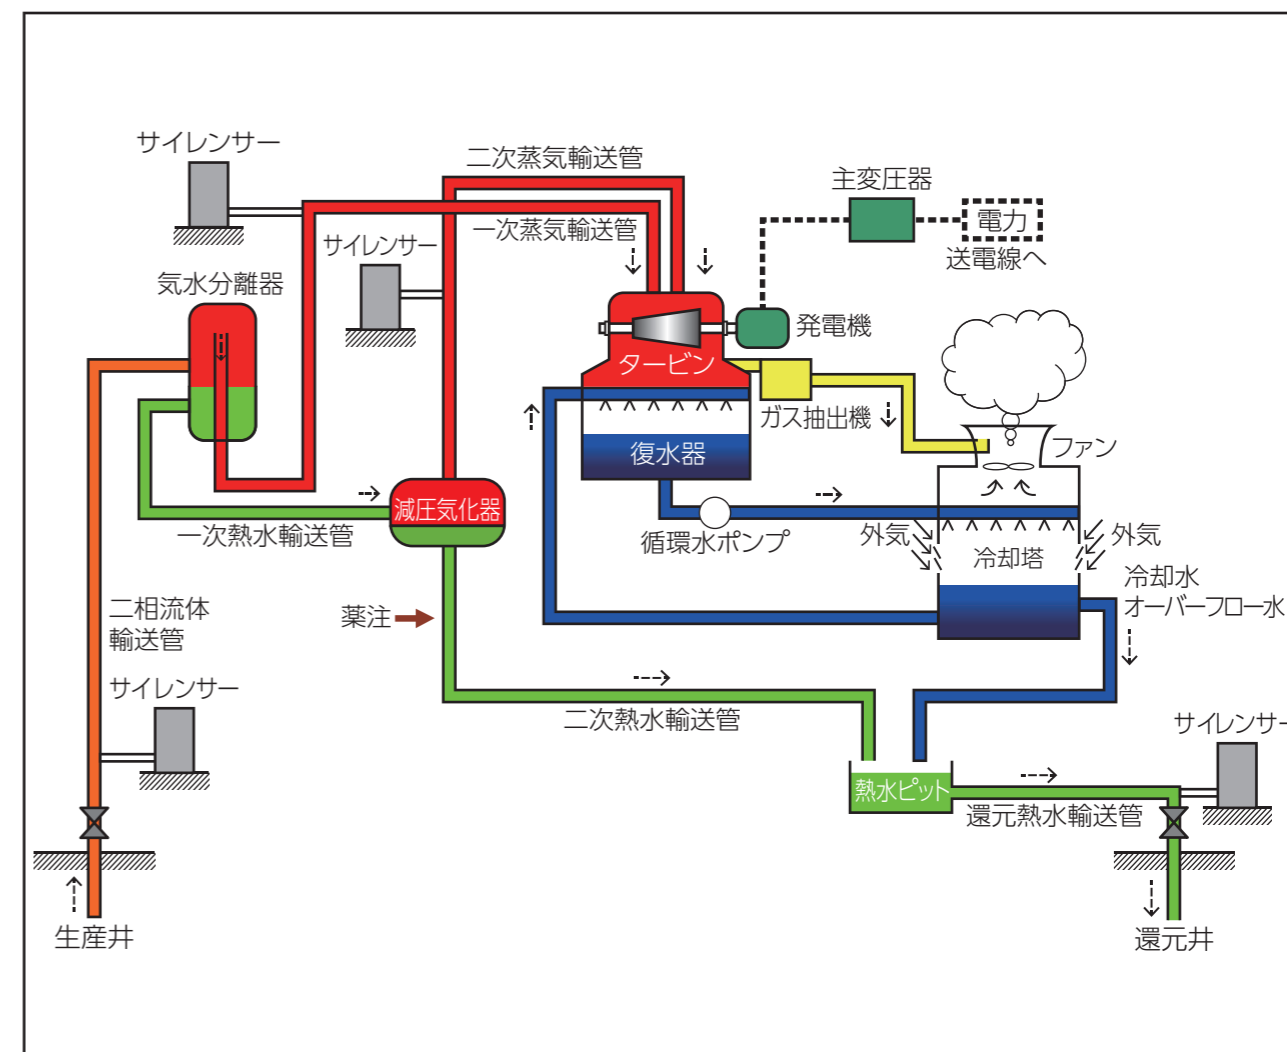 サイレンサー
二次蒸気輸送管
主変圧器
一次蒸気輸送管
電力
送電線へ
サイレンサー
気水分離器
発電機
タービン
ガス抽出機
ファン
復水器
減圧気化器
一次熱水輸送管
循環水ポンプ
外気
冷却塔
外気
冷却水
オーバーフロー水
二相流体
輸送管
薬注
サイレンサー
二次熱水輸送管
サイレンサー
熱水ピット
還元熱水輸送管
生産井
還元井